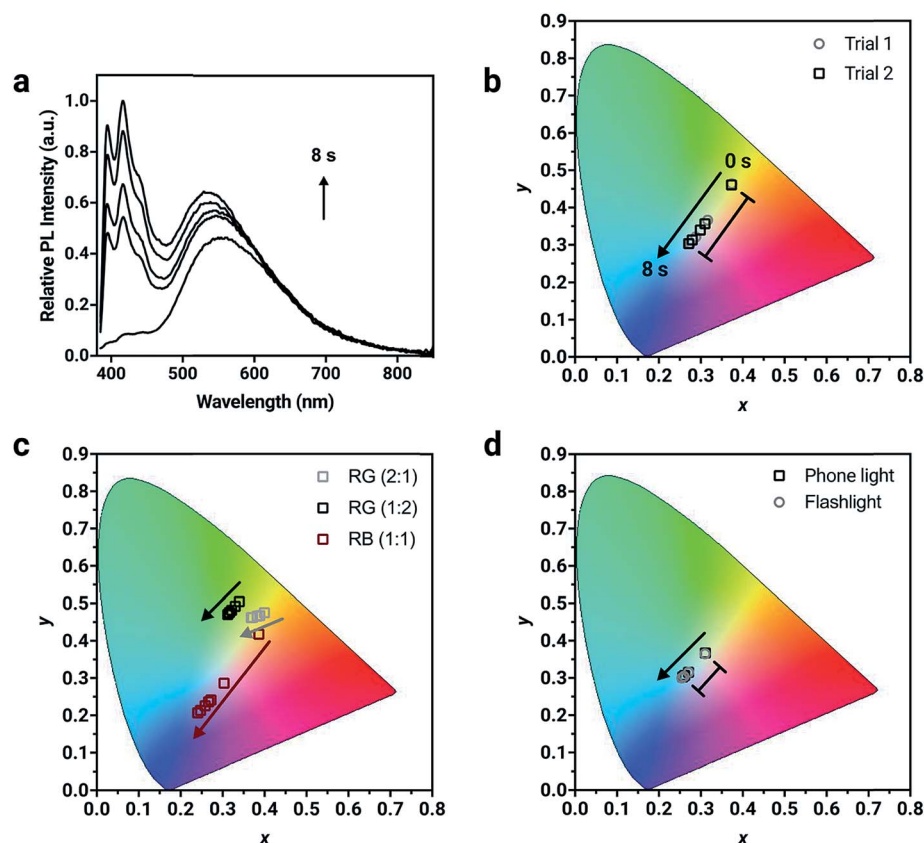 a
Relative PL Intensity (a.u.)
1.0
0.8
0.6
0.4
0.2
0.0
8 s
400 500 600 700 800
Wavelength (nm)
b
y
0.9
0.8
0.7
0.6
0.5
0.4
0.3
0.2
0.1
0.0
Trial 1
Trial 2
0 s
8 s
0.0 0.1 0.2 0.3 0.4 0.5 0.6 0.7 0.8
x
c
y
0.9
0.8
0.7
0.6
0.5
0.4
0.3
0.2
0.1
0.0
RG (2:1)
RG (1:2)
RB (1:1)
0.0 0.1 0.2 0.3 0.4 0.5 0.6 0.7 0.8
x
d
y
0.9
0.8
0.7
0.6
0.5
0.4
0.3
0.2
0.1
0.0
Phone light
Flashlight
0.0 0.1 0.2 0.3 0.4 0.5 0.6 0.7 0.8
x